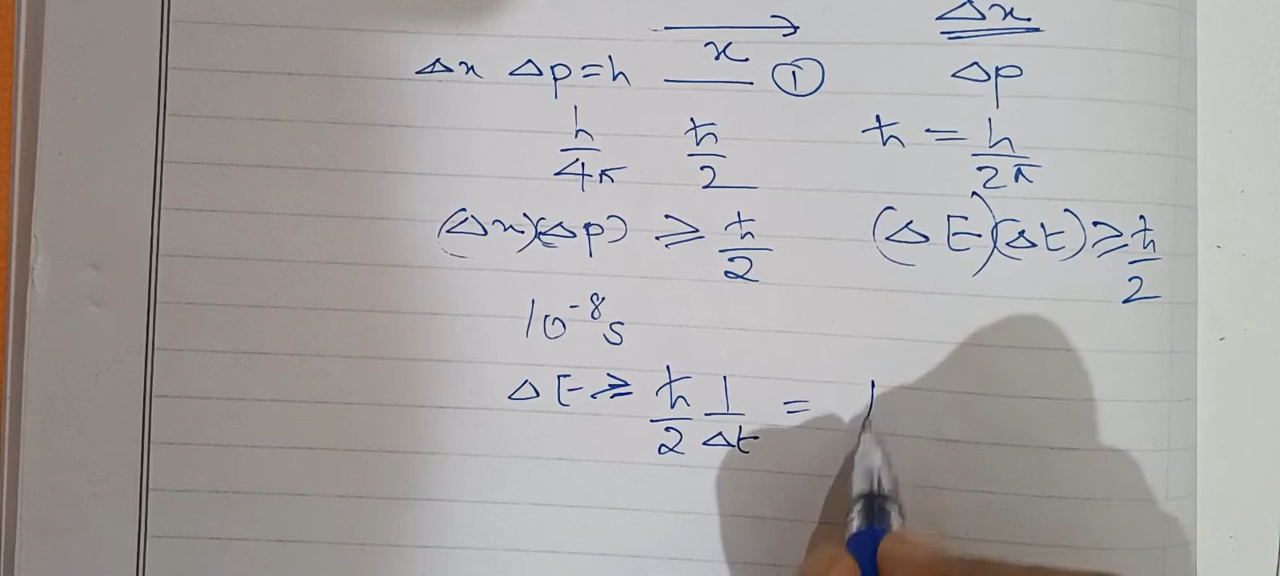 Δx
x
Δx Δp = h —— ①
Δp
h/4π ħ/2
ħ = h/2π
(Δx)(Δp) ≥ ħ/2
(ΔE)(Δt) ≥ ħ/2
10⁻⁸s
ΔE ≥ ħ/2 1/Δt =